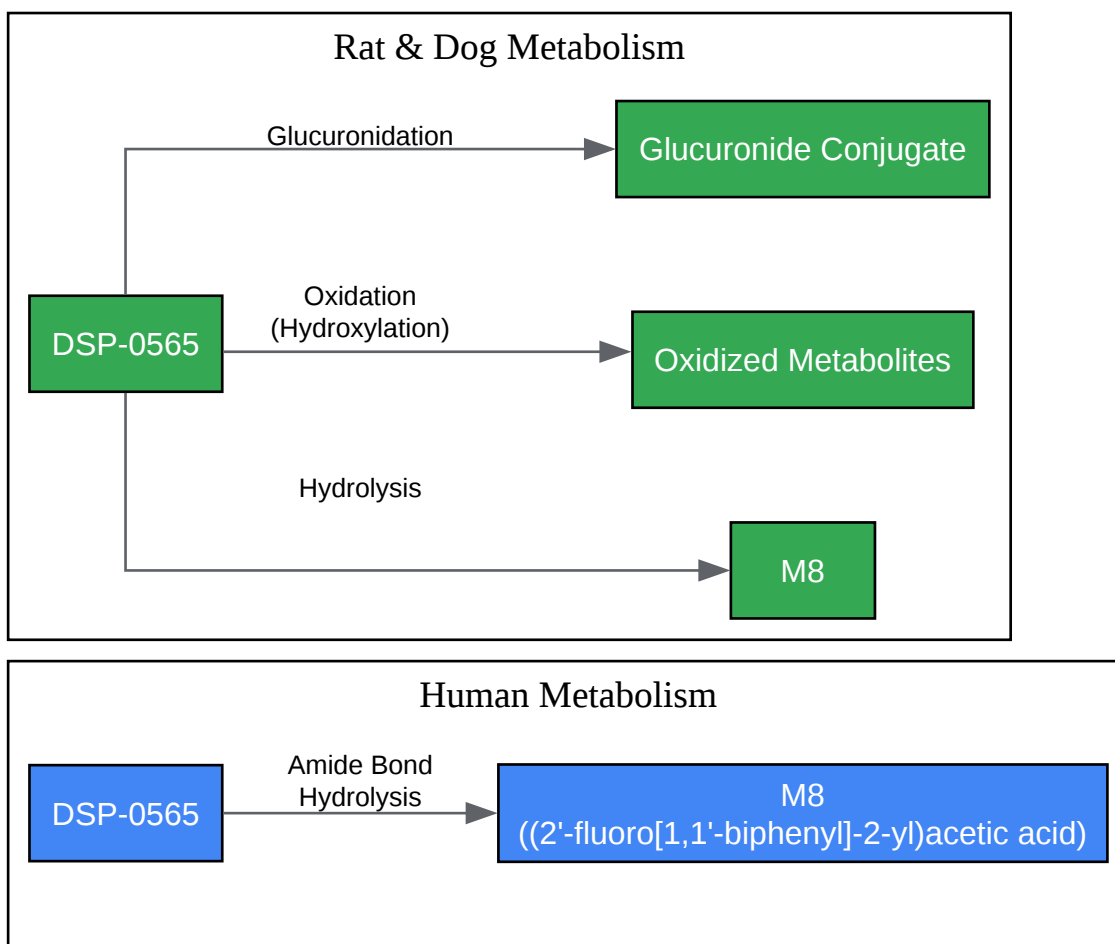 Rat & Dog Metabolism
Glucuronidation
Glucuronide Conjugate
DSP-0565
Oxidation
(Hydroxylation)
Oxidized Metabolites
Hydrolysis
M8
Human Metabolism
DSP-0565
Amide Bond
Hydrolysis
M8
((2'-fluoro[1,1'-biphenyl]-2-yl)acetic acid)